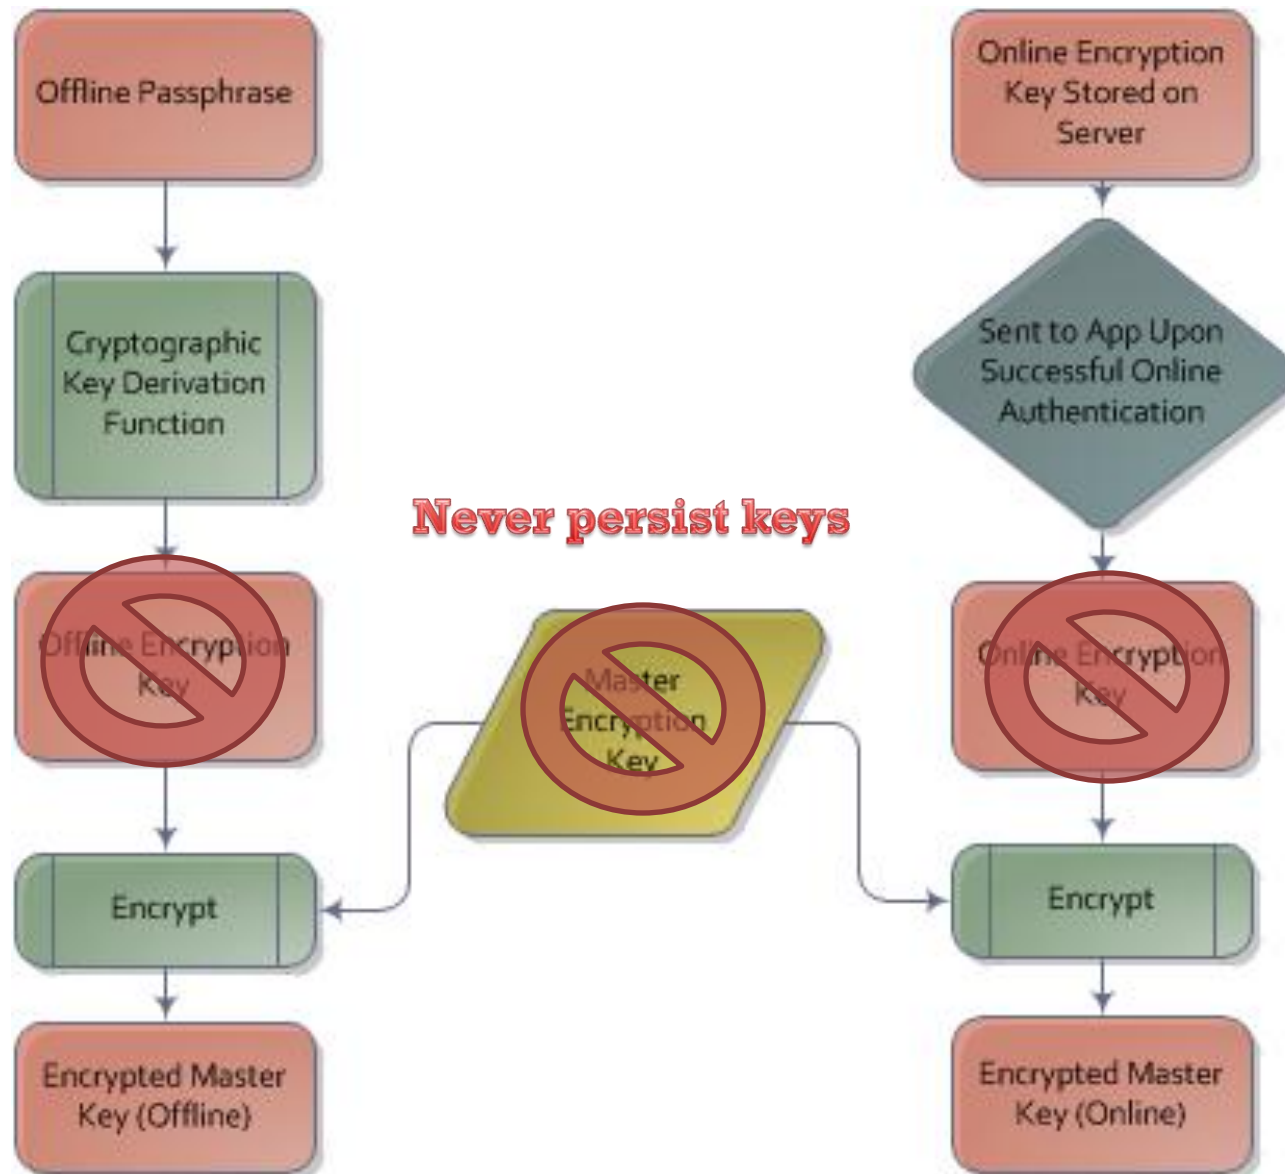 Offline Passphrase
Cryptographic
Key Derivation
Function
Offline Encryption
Key
Encrypt
Encrypted Master
Key (Offline)
Never persist keys
Master
Encryption
Key
Online Encryption
Key Stored on
Server
Sent to App Upon
Successful Online
Authentication
Online Encryption
Key
Encrypt
Encrypted Master
Key (Online)